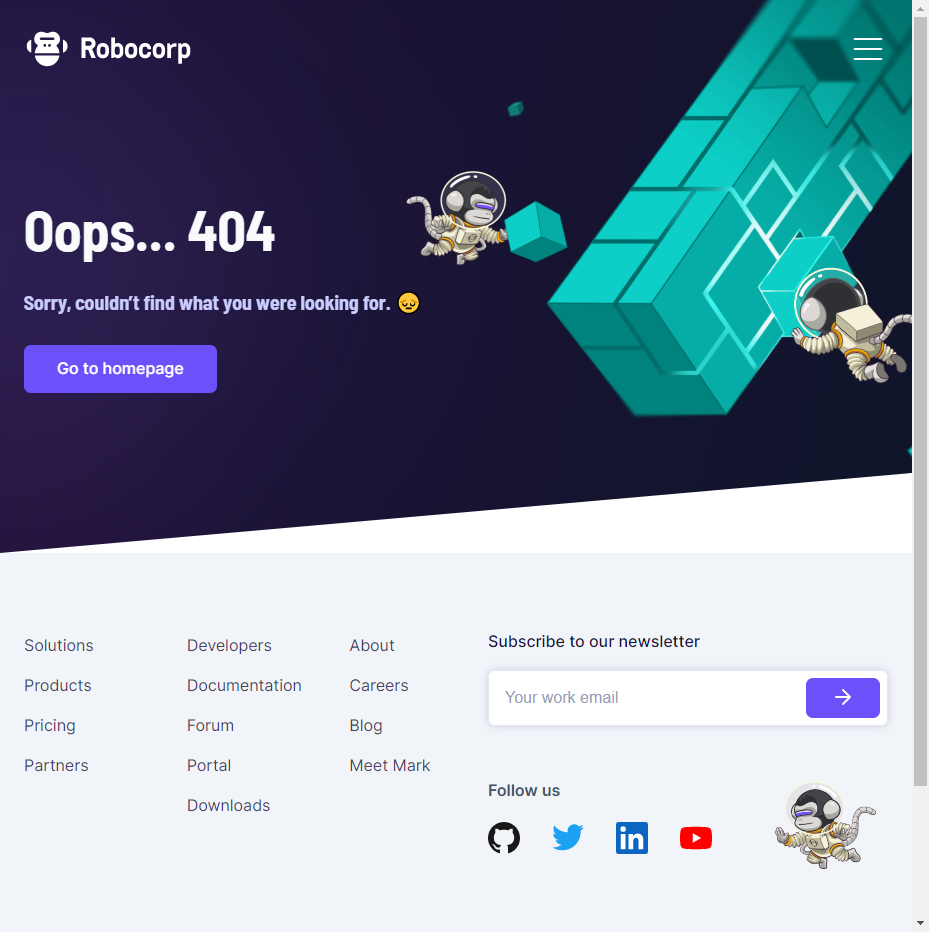 Robocorp
Oops... 404
Sorry, couldn’t find what you were looking for. 😞
Go to homepage
Solutions
Products
Pricing
Partners
Developers
Documentation
Forum
Portal
Downloads
About
Careers
Blog
Meet Mark
Subscribe to our newsletter
Your work email
Follow us
in